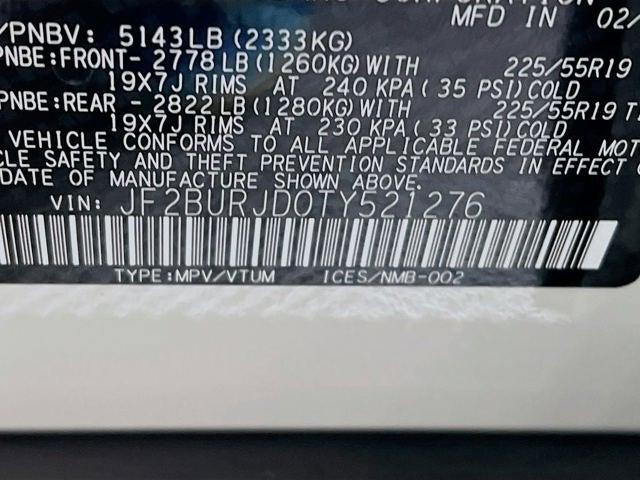 CORPORATION
MFD IN 02/
/PNBV: 5143LB (2333KG)
PNBE:FRONT- 2778 LB (1260KG) WITH 225/55R19
19X7J RIMS AT 240 KPA ( 35 PSI) COLD
PNBE:REAR - 2822 LB (1280KG) WITH 225/55R19 TI
19X7J RIMS AT 230 KPA ( 33 PSI) COLD
VEHICLE CONFORMS TO ALL APPLICABLE FEDERAL MOT
CLE SAFETY AND THEFT PREVENTION STANDARDS IN EFFECT O
DATE OF MANUFACTURE SHOWN ABOVE.
VIN: JF2BURJD0TY521276
TYPE:MPV/VTUM ICES/NMB-002